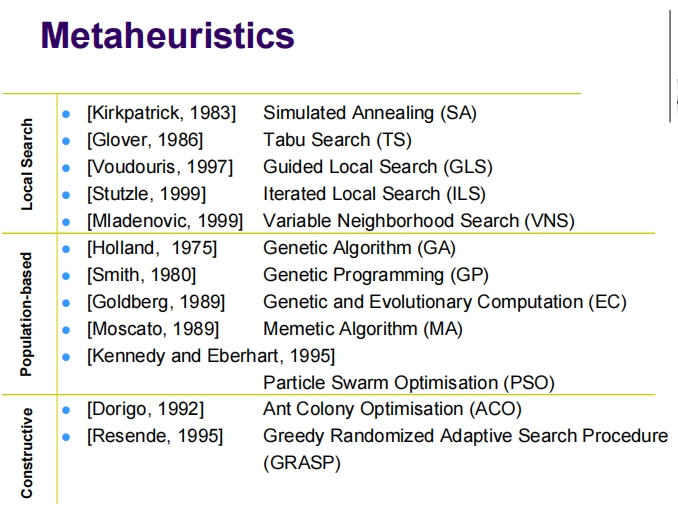 Metaheuristics
Local Search
[Kirkpatrick, 1983] Simulated Annealing (SA)
[Glover, 1986] Tabu Search (TS)
[Voudouris, 1997] Guided Local Search (GLS)
[Stutzle, 1999] Iterated Local Search (ILS)
[Mladenovic, 1999] Variable Neighborhood Search (VNS)
Population-based
[Holland, 1975] Genetic Algorithm (GA)
[Smith, 1980] Genetic Programming (GP)
[Goldberg, 1989] Genetic and Evolutionary Computation (EC)
[Moscato, 1989] Memetic Algorithm (MA)
[Kennedy and Eberhart, 1995]
Particle Swarm Optimisation (PSO)
Constructive
[Dorigo, 1992] Ant Colony Optimisation (ACO)
[Resende, 1995] Greedy Randomized Adaptive Search Procedure
(GRASP)